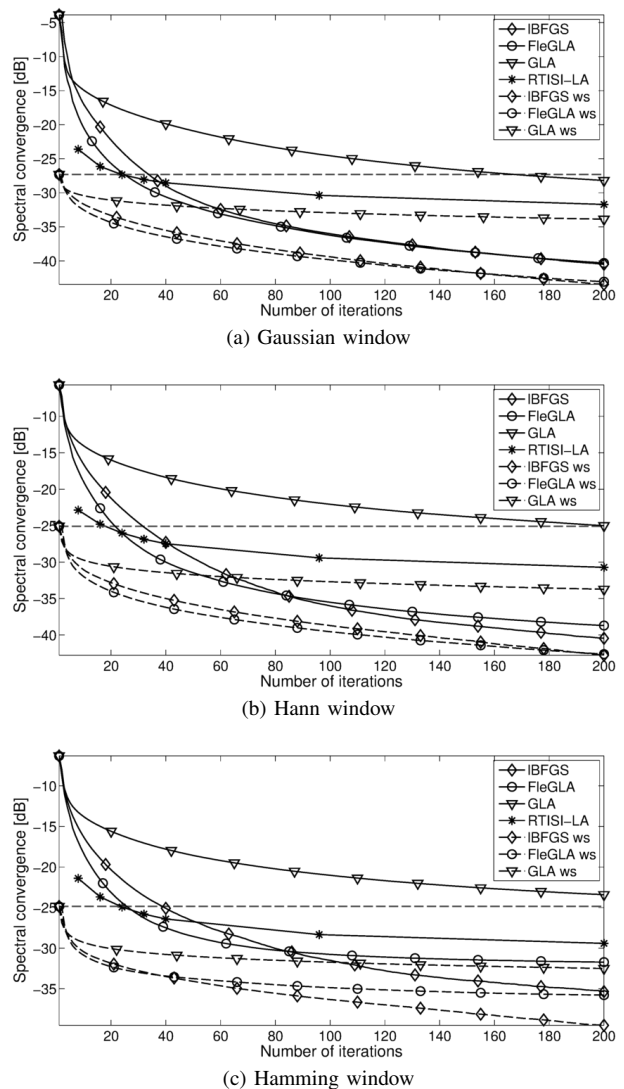 −5
−10
−15
−20
−25
−30
−35
−40
Spectral convergence [dB]
lBFGS
FleGLA
GLA
RTISI−LA
lBFGS ws
FleGLA ws
GLA ws
20
40
60
80
100
120
140
160
180
200
Number of iterations
(a) Gaussian window
−10
−15
−20
−25
−30
−35
−40
Spectral convergence [dB]
lBFGS
FleGLA
GLA
RTISI−LA
lBFGS ws
FleGLA ws
GLA ws
20
40
60
80
100
120
140
160
180
200
Number of iterations
(b) Hann window
−10
−15
−20
−25
−30
−35
Spectral convergence [dB]
lBFGS
FleGLA
GLA
RTISI−LA
lBFGS ws
FleGLA ws
GLA ws
20
40
60
80
100
120
140
160
180
200
Number of iterations
(c) Hamming window